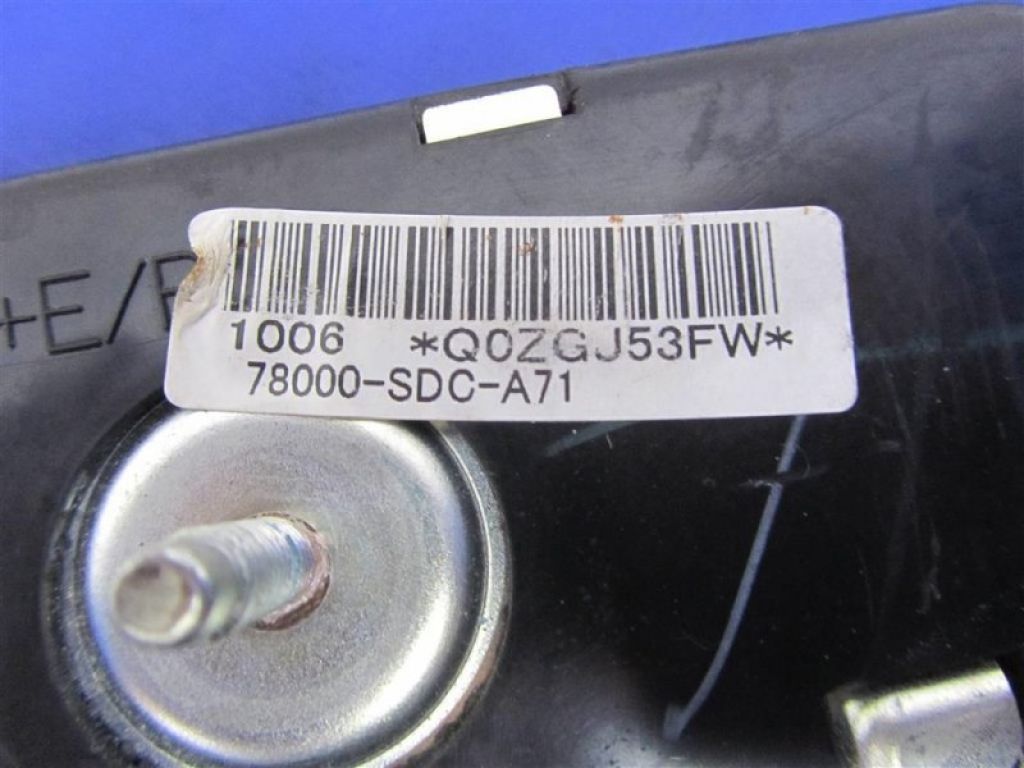 +E/
1006 *Q0ZGJ53FW*
78000-SDC-A71